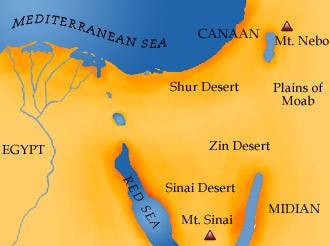 MEDITERRANEAN SEA
CANAAN
Mt. Nebo
Shur Desert
Plains of
Moab
EGYPT
Zin Desert
RED SEA
Sinai Desert
Mt. Sinai
MIDIAN